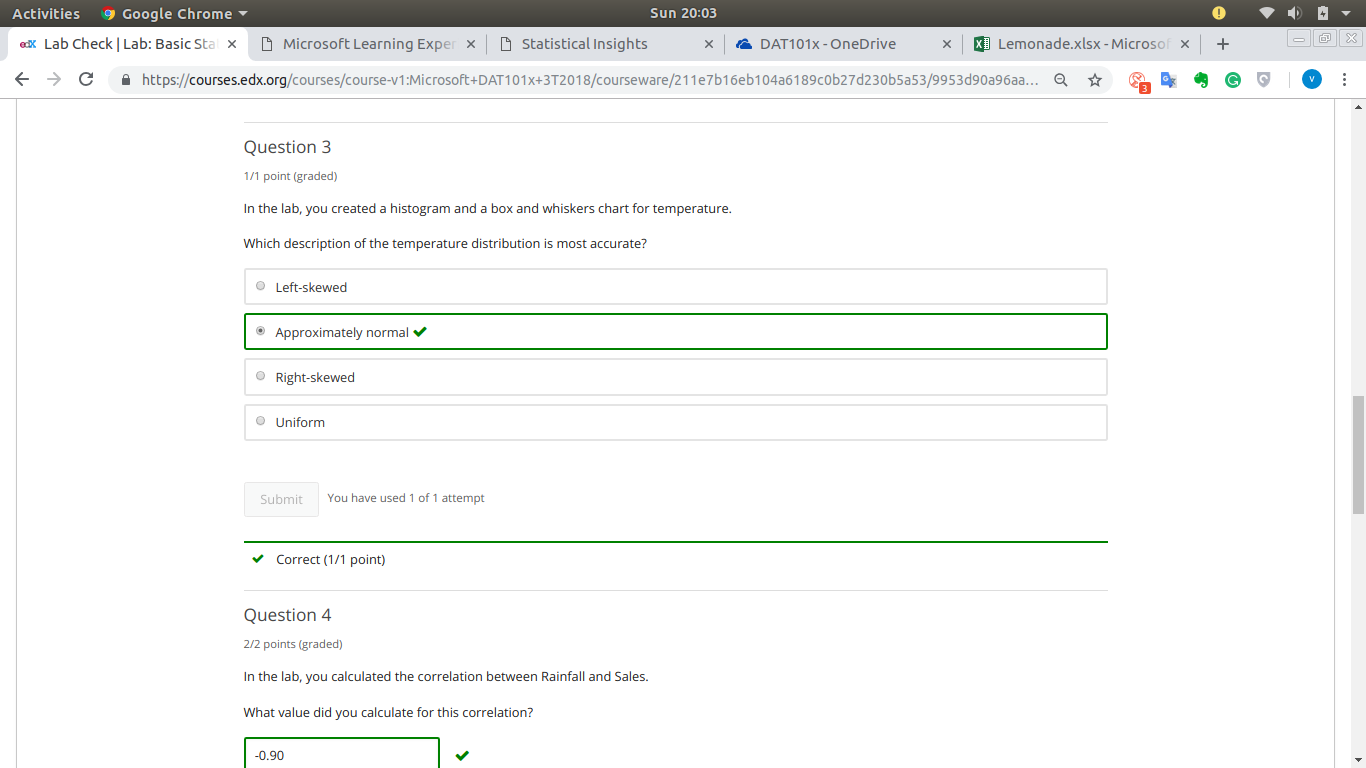 Activities Google Chrome Sun 20:03
edX Lab Check | Lab: Basic Sta Microsoft Learning Exper Statistical Insights DAT101x - OneDrive Lemonade.xlsx - Microsof
https://courses.edx.org/courses/course-v1:Microsoft+DAT101x+3T2018/courseware/211e7b16eb104a6189c0b27d230b5a53/9953d90a96aa... 3 V
Question 3
1/1 point (graded)
In the lab, you created a histogram and a box and whiskers chart for temperature.
Which description of the temperature distribution is most accurate?
Left-skewed
Approximately normal
Right-skewed
Uniform
Submit You have used 1 of 1 attempt
Correct (1/1 point)
Question 4
2/2 points (graded)
In the lab, you calculated the correlation between Rainfall and Sales.
What value did you calculate for this correlation?
-0.90